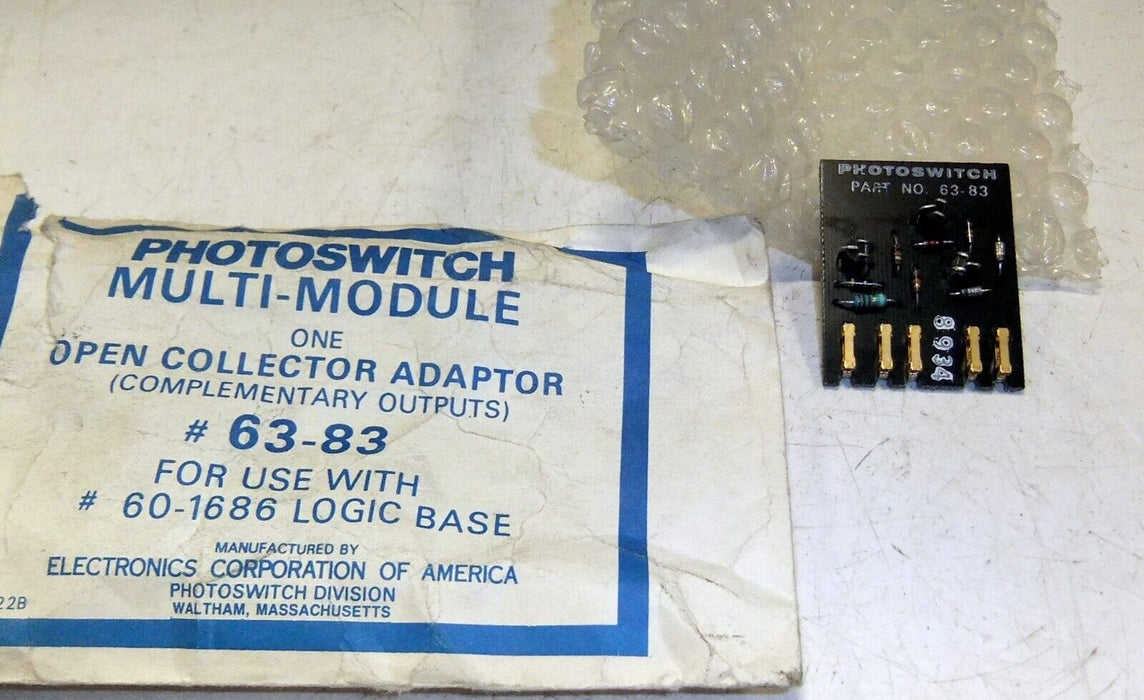 PHOTOSWITCH
MULTI-MODULE
ONE
OPEN COLLECTOR ADAPTOR
(COMPLEMENTARY OUTPUTS)
# 63-83
FOR USE WITH
# 60-1686 LOGIC BASE
MANUFACTURED BY
ELECTRONICS CORPORATION OF AMERICA
PHOTOSWITCH DIVISION
WALTHAM, MASSACHUSETTS
22B
PHOTOSWITCH
PART NO. 63-83
8934